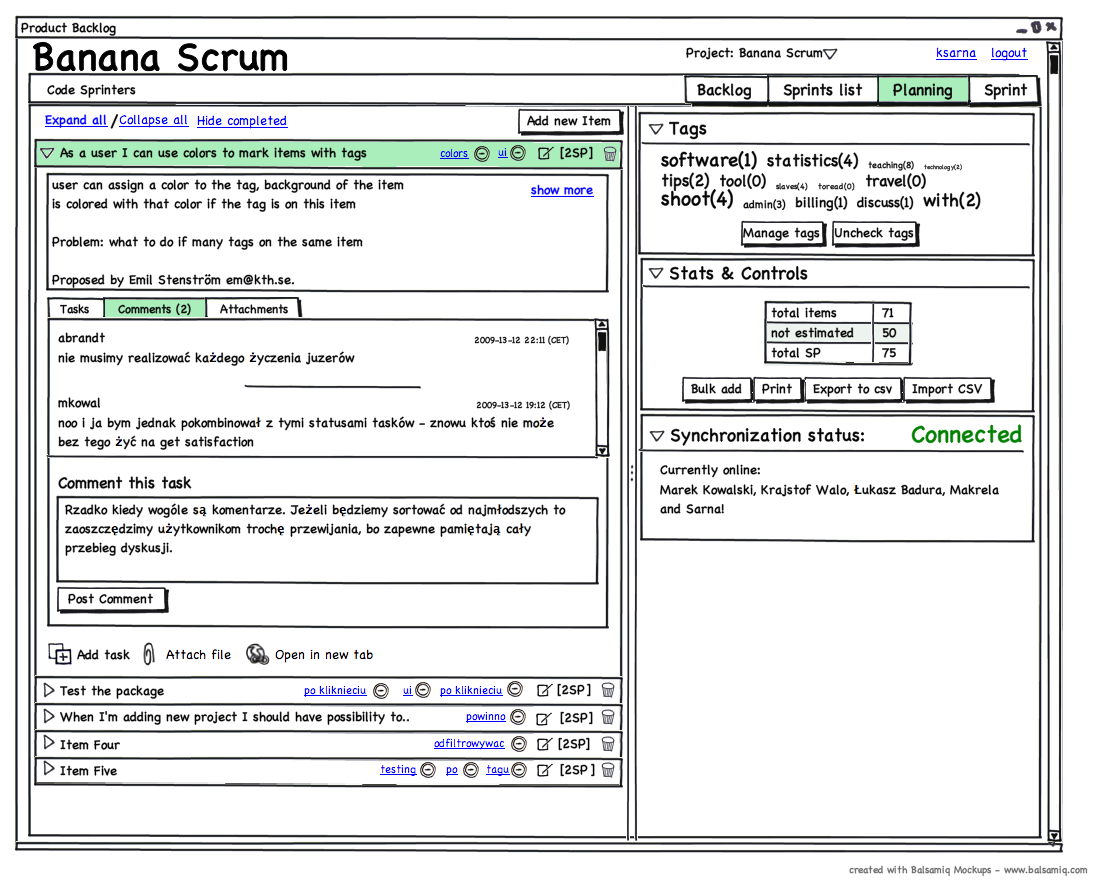 Product Backlog
Banana Scrum
Project: Banana Scrum
ksarna logout
Code Sprinters
Backlog Sprints list Planning Sprint
Expand all / Collapse all Hide completed
Add new Item
As a user I can use colors to mark items with tags colors ui [2SP]
user can assign a color to the tag, background of the item
is colored with that color if the tag is on this item
show more
Problem: what to do if many tags on the same item
Proposed by Emil Stenström em@kth.se.
Tasks Comments (2) Attachments
abrandt 2009-13-12 22:11 (CET)
nie musimy realizować każdego życzenia juzerów
mkowal 2009-13-12 19:12 (CET)
noo i ja bym jednak pokombinował z tymi statusami tasków - znowu ktoś nie może
bez tego żyć na get satisfaction
Comment this task
Rzadko kiedy wogóle są komentarze. Jeżeli będziemy sortować od najmłodszych to
zaoszczędzimy użytkownikom trochę przewijania, bo zapewne pamiętają cały
przebieg dyskusji.
Post Comment
Add task Attach file Open in new tab
Test the package po kliknieciu ui po kliknieciu [2SP]
When I'm adding new project I should have possibility to.. powinno [2SP]
Item Four odfiltrowywac [2SP]
Item Five testing po tagu [2SP]
Tags
software(1) statistics(4) teaching(8) technology(2)
tips(2) tool(0) slaves(4) toread(0) travel(0)
shoot(4) admin(3) billing(1) discuss(1) with(2)
Manage tags Uncheck tags
Stats & Controls
total items 71
not estimated 50
total SP 75
Bulk add Print Export to csv Import CSV
Synchronization status: Connected
Currently online:
Marek Kowalski, Krajstof Walo, Łukasz Badura, Makrela
and Sarna!
created with Balsamiq Mockups - www.balsamiq.com